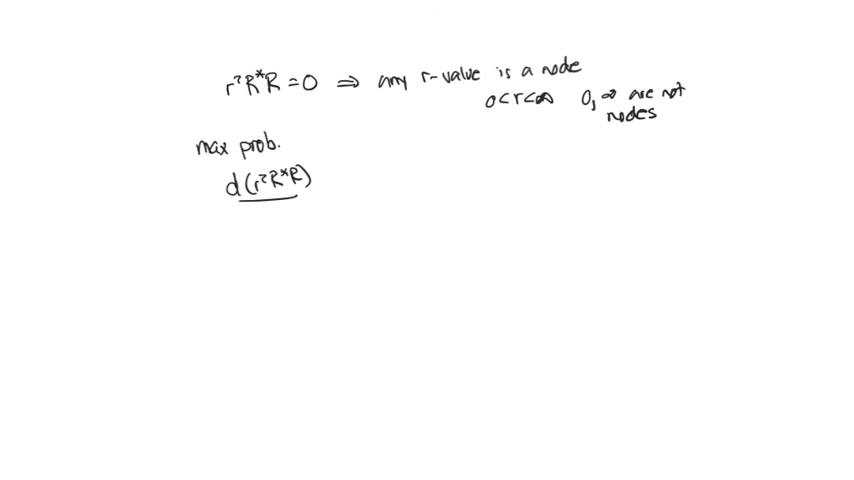 r²R*R = 0 ⇒ any r-value is a node
0<r<∞ 0, ∞ are not
nodes
max prob.
d(r²R*R)